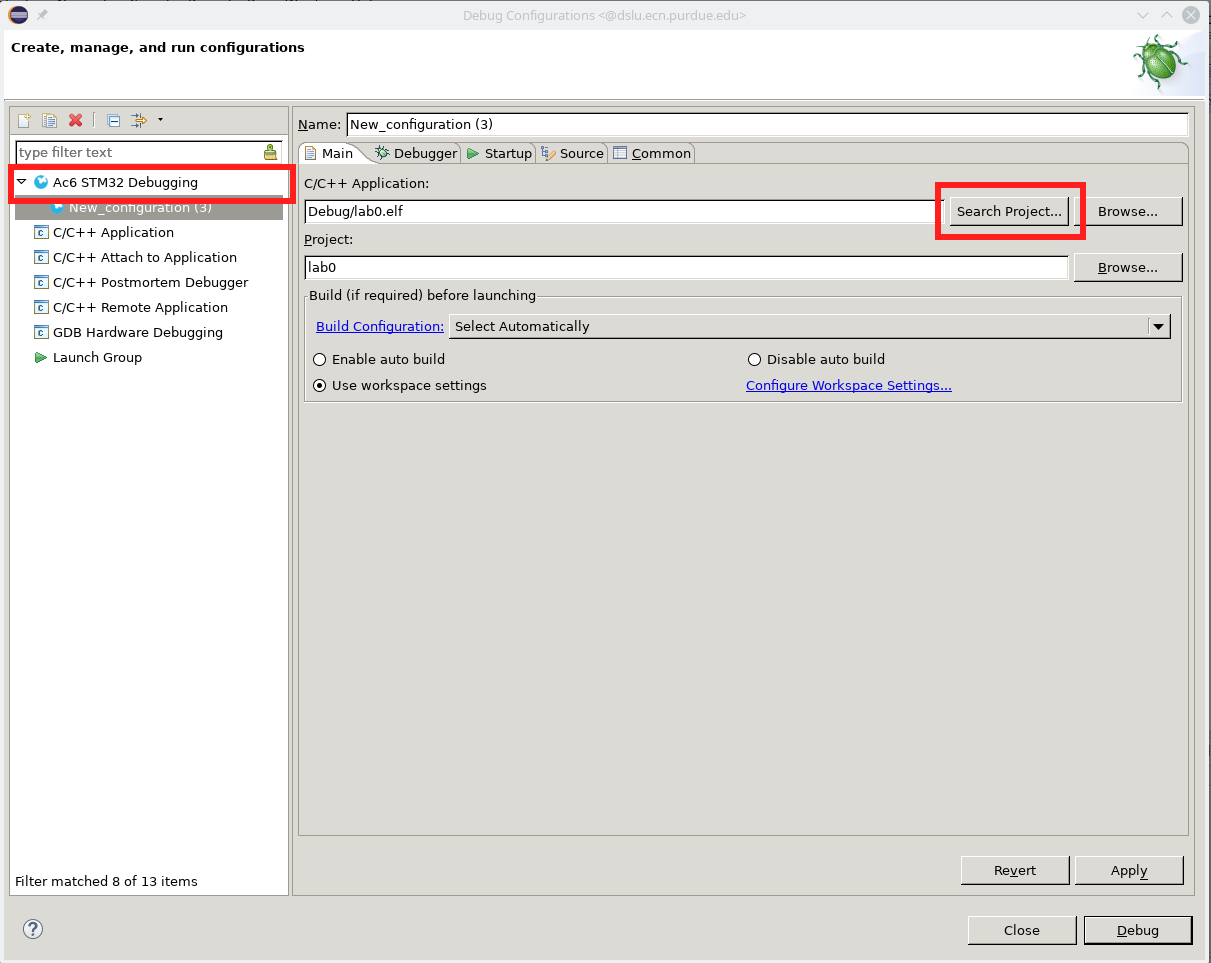 Debug Configurations <@dslu.ecn.purdue.edu>
Create, manage, and run configurations
type filter text
Ac6 STM32 Debugging
New_configuration (3)
C/C++ Application
C/C++ Attach to Application
C/C++ Postmortem Debugger
C/C++ Remote Application
GDB Hardware Debugging
Launch Group
Filter matched 8 of 13 items
Name: New_configuration (3)
Main Debugger Startup Source Common
C/C++ Application:
Debug/lab0.elf Search Project... Browse...
Project:
lab0 Browse...
Build (if required) before launching
Build Configuration: Select Automatically
Enable auto build Disable auto build
Use workspace settings Configure Workspace Settings...
Revert Apply
? Close Debug